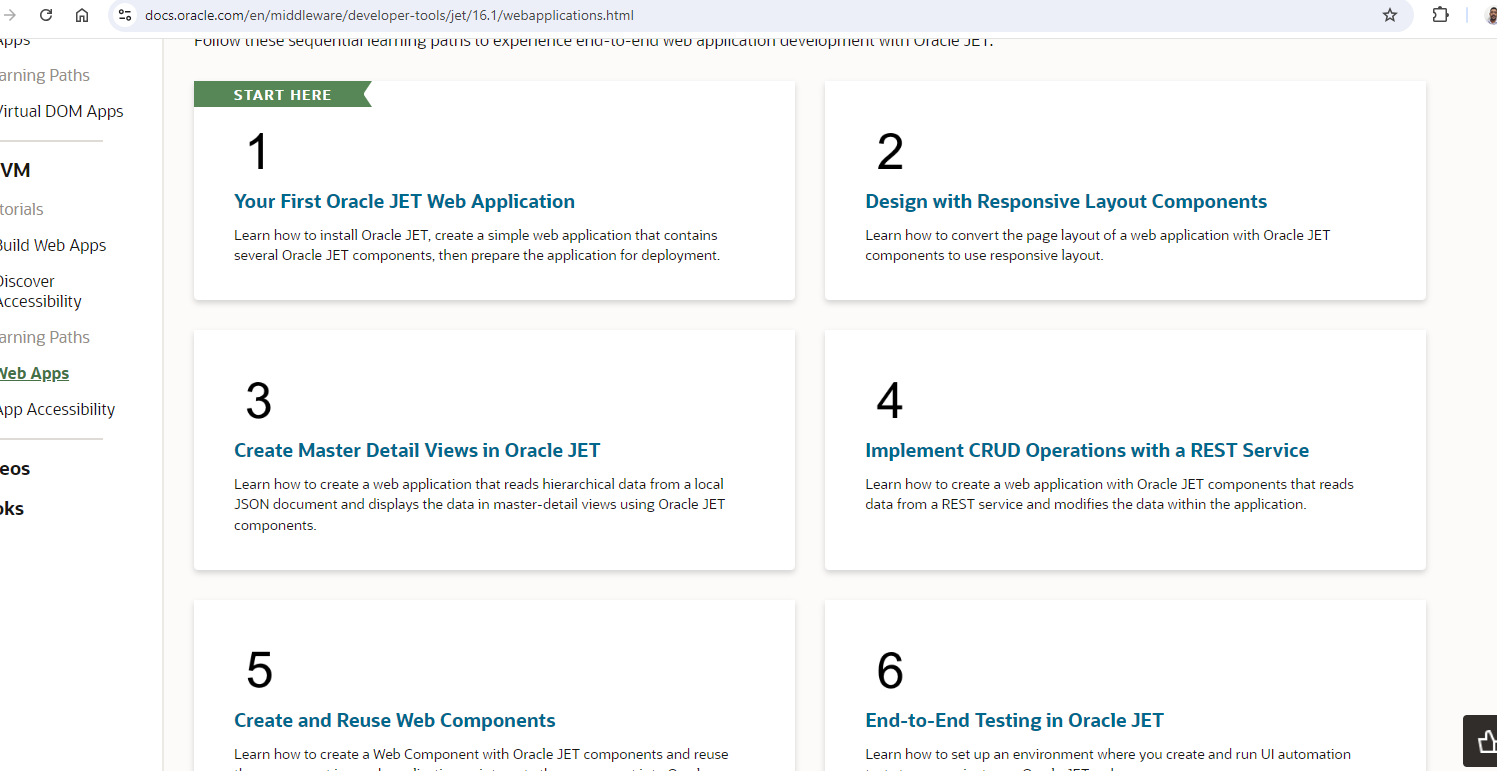 docs.oracle.com/en/middleware/developer-tools/jet/16.1/webapplications.html
Follow these sequential learning paths to experience end-to-end web application development with Oracle JET.
Apps
arning Paths
Virtual DOM Apps
VM
torials
Build Web Apps
Discover
Accessibility
arning Paths
Web Apps
App Accessibility
eos
oks
START HERE
1
Your First Oracle JET Web Application
Learn how to install Oracle JET, create a simple web application that contains
several Oracle JET components, then prepare the application for deployment.
2
Design with Responsive Layout Components
Learn how to convert the page layout of a web application with Oracle JET
components to use responsive layout.
3
Create Master Detail Views in Oracle JET
Learn how to create a web application that reads hierarchical data from a local
JSON document and displays the data in master-detail views using Oracle JET
components.
4
Implement CRUD Operations with a REST Service
Learn how to create a web application with Oracle JET components that reads
data from a REST service and modifies the data within the application.
5
Create and Reuse Web Components
Learn how to create a Web Component with Oracle JET components and reuse
6
End-to-End Testing in Oracle JET
Learn how to set up an environment where you create and run UI automation